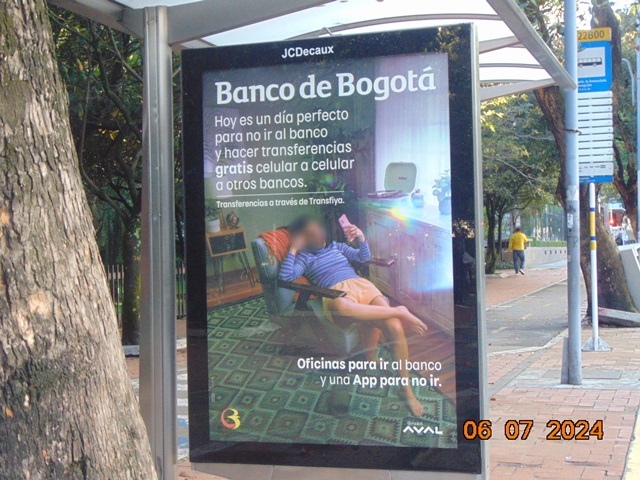 JCDecaux
Banco de Bogotá
Hoy es un día perfecto
para no ir al banco
y hacer transferencias
gratis celular a celular
a otros bancos.
Transferencias a través de Transfiya.
Oficinas para ir al banco
y una App para no ir.
Grupo
AVAL
22B00
06 07 2024